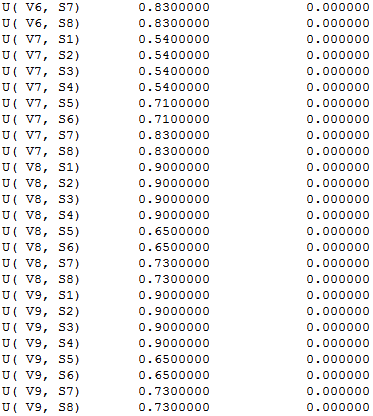 U( V6, S7) 0.8300000 0.000000
U( V6, S8) 0.8300000 0.000000
U( V7, S1) 0.5400000 0.000000
U( V7, S2) 0.5400000 0.000000
U( V7, S3) 0.5400000 0.000000
U( V7, S4) 0.5400000 0.000000
U( V7, S5) 0.7100000 0.000000
U( V7, S6) 0.7100000 0.000000
U( V7, S7) 0.8300000 0.000000
U( V7, S8) 0.8300000 0.000000
U( V8, S1) 0.9000000 0.000000
U( V8, S2) 0.9000000 0.000000
U( V8, S3) 0.9000000 0.000000
U( V8, S4) 0.9000000 0.000000
U( V8, S5) 0.6500000 0.000000
U( V8, S6) 0.6500000 0.000000
U( V8, S7) 0.7300000 0.000000
U( V8, S8) 0.7300000 0.000000
U( V9, S1) 0.9000000 0.000000
U( V9, S2) 0.9000000 0.000000
U( V9, S3) 0.9000000 0.000000
U( V9, S4) 0.9000000 0.000000
U( V9, S5) 0.6500000 0.000000
U( V9, S6) 0.6500000 0.000000
U( V9, S7) 0.7300000 0.000000
U( V9, S8) 0.7300000 0.000000